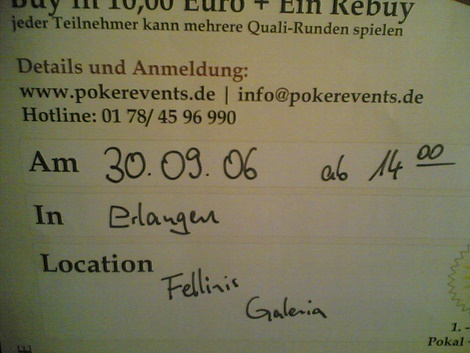 Buy in 10,00 Euro + Ein Rebuy
jeder Teilnehmer kann mehrere Quali-Runden spielen
Details und Anmeldung:
www.pokerevents.de | info@pokerevents.de
Hotline: 01 78/ 45 96 990
Am 30.09.06 ab 14 00
In Erlangen
Location Fellinis
Galeria
1. -
Pokal